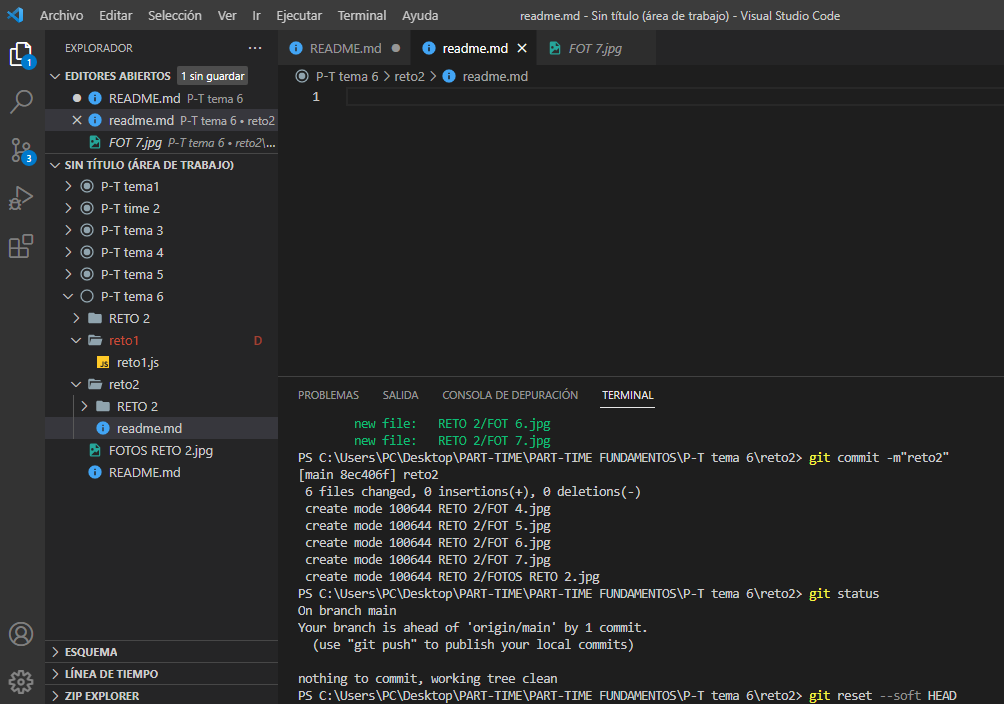 Archivo Editar Selección Ver Ir Ejecutar Terminal Ayuda readme.md - Sin título (área de trabajo) - Visual Studio Code
EXPLORADOR ···
README.md readme.md FOT 7.jpg
EDITORES ABIERTOS 1 sin guardar
README.md P-T tema 6
readme.md P-T tema 6 • reto2
FOT 7.jpg P-T tema 6 • reto2\...
P-T tema 6 > reto2 > readme.md
1
1
3
SIN TÍTULO (ÁREA DE TRABAJO)
P-T tema1
P-T time 2
P-T tema 3
P-T tema 4
P-T tema 5
P-T tema 6
RETO 2
reto1 D
JS reto1.js
reto2
RETO 2
readme.md
FOTOS RETO 2.jpg
README.md
ESQUEMA
LÍNEA DE TIEMPO
ZIP EXPLORER
PROBLEMAS SALIDA CONSOLA DE DEPURACIÓN TERMINAL
new file: RETO 2/FOT 6.jpg
new file: RETO 2/FOT 7.jpg
PS C:\Users\PC\Desktop\PART-TIME\PART-TIME FUNDAMENTOS\P-T tema 6\reto2> git commit -m"reto2"
[main 8ec406f] reto2
6 files changed, 0 insertions(+), 0 deletions(-)
create mode 100644 RETO 2/FOT 4.jpg
create mode 100644 RETO 2/FOT 5.jpg
create mode 100644 RETO 2/FOT 6.jpg
create mode 100644 RETO 2/FOT 7.jpg
create mode 100644 RETO 2/FOTOS RETO 2.jpg
PS C:\Users\PC\Desktop\PART-TIME\PART-TIME FUNDAMENTOS\P-T tema 6\reto2> git status
On branch main
Your branch is ahead of 'origin/main' by 1 commit.
(use "git push" to publish your local commits)
nothing to commit, working tree clean
PS C:\Users\PC\Desktop\PART-TIME\PART-TIME FUNDAMENTOS\P-T tema 6\reto2> git reset --soft HEAD